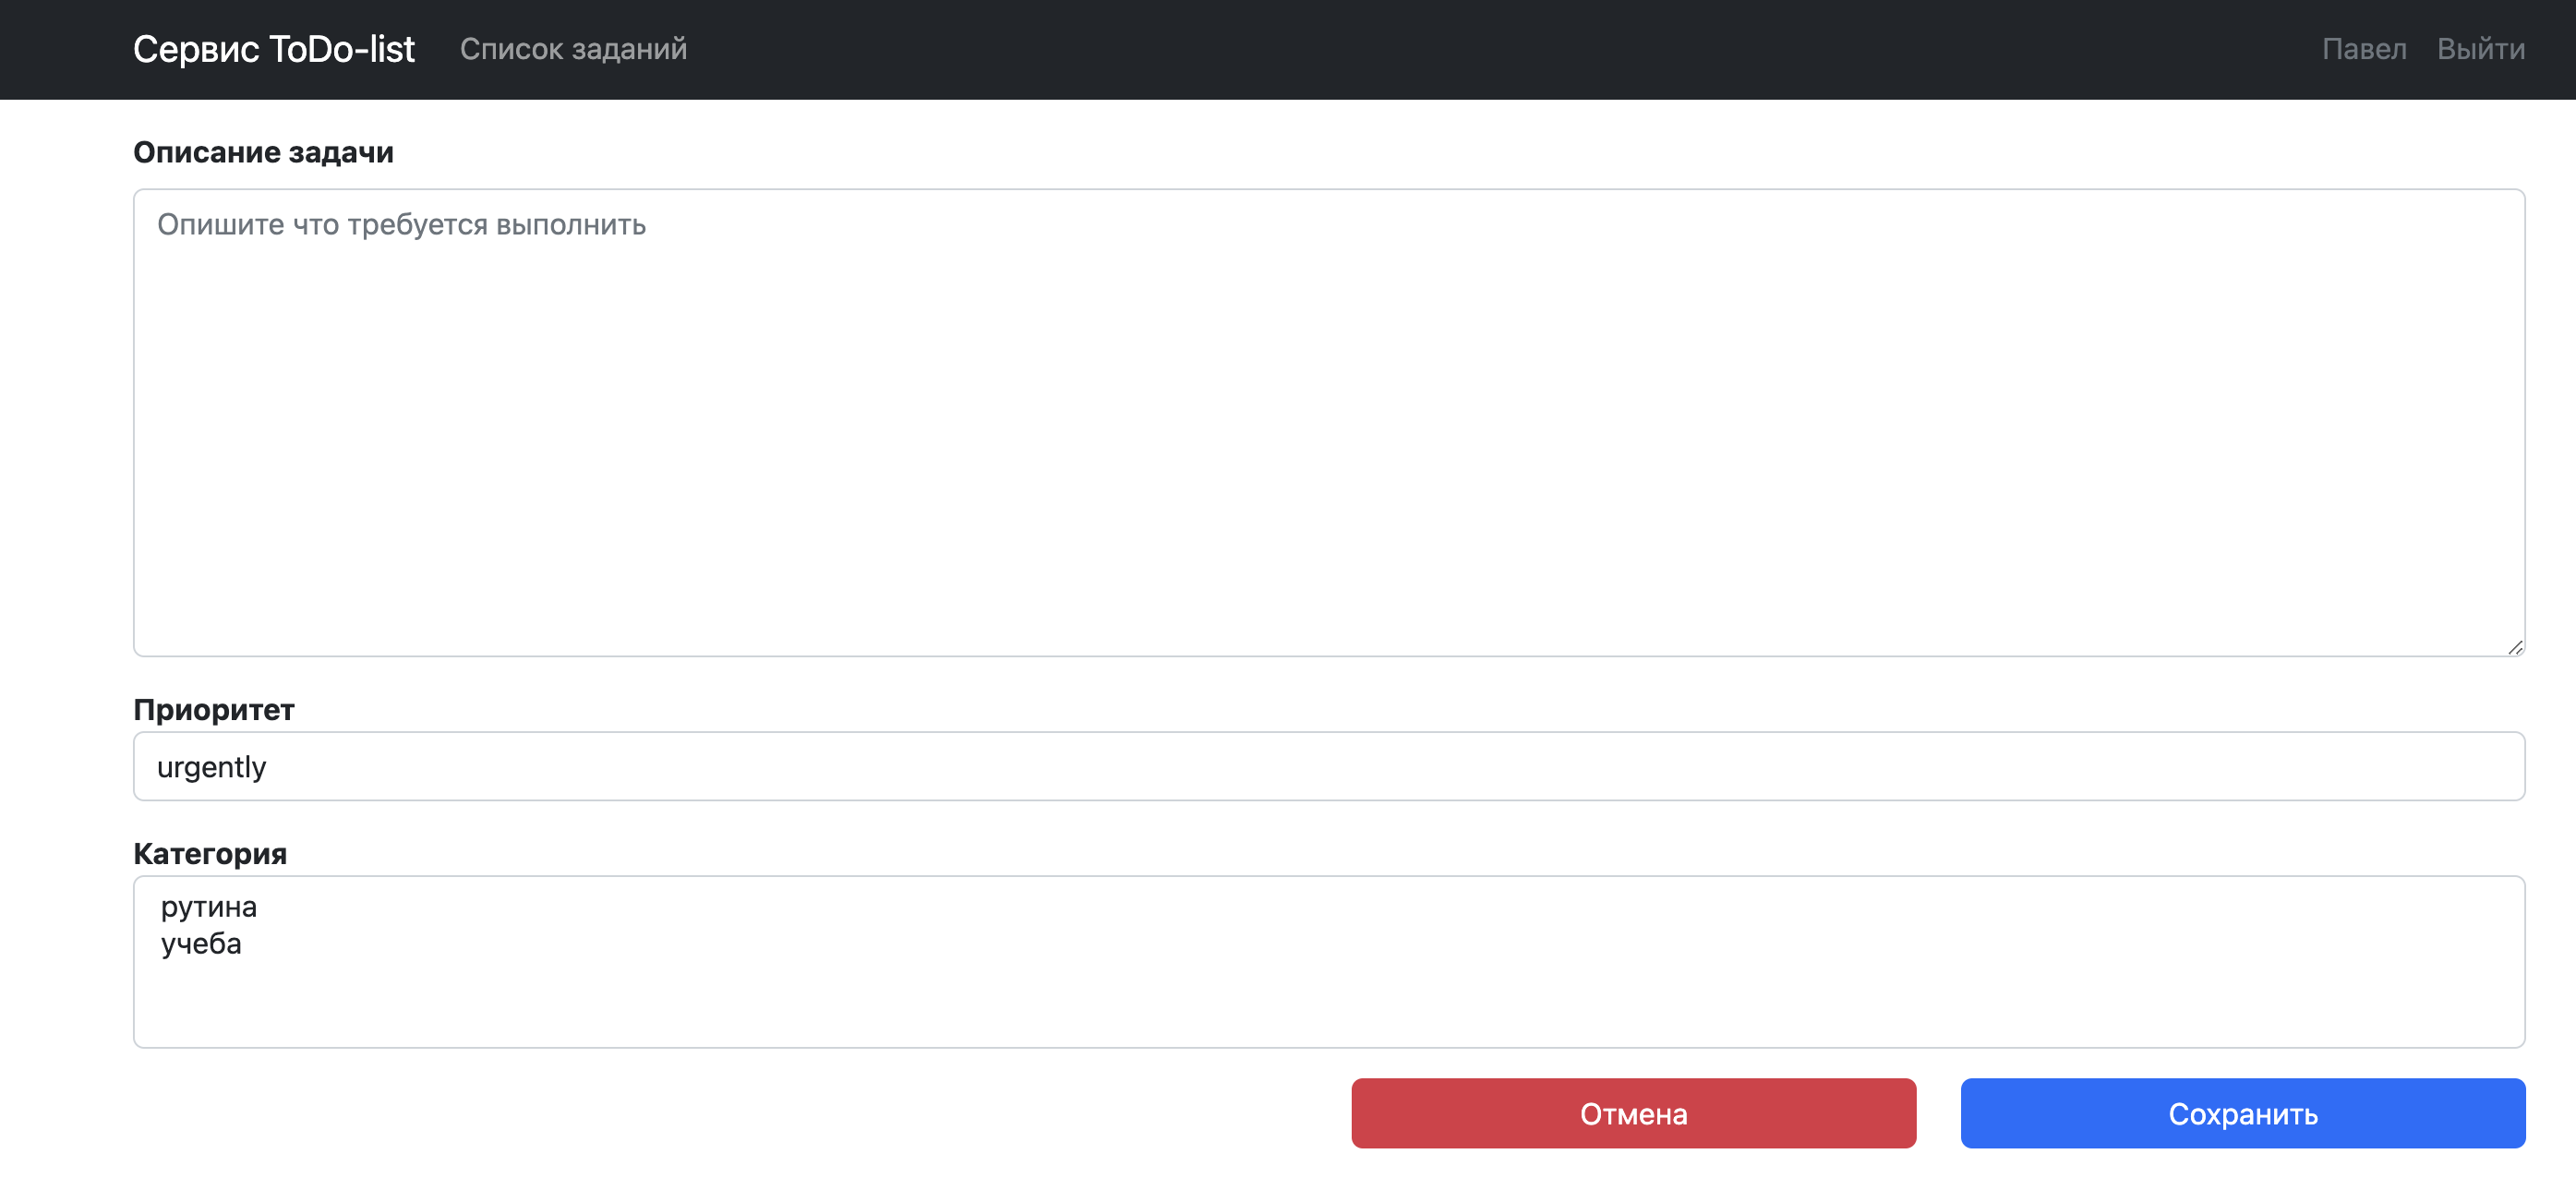 Сервис ToDo-list Список заданий Павел Выйти
Описание задачи
Опишите что требуется выполнить
Приоритет
urgently
Категория
рутина
учеба
Отмена Сохранить